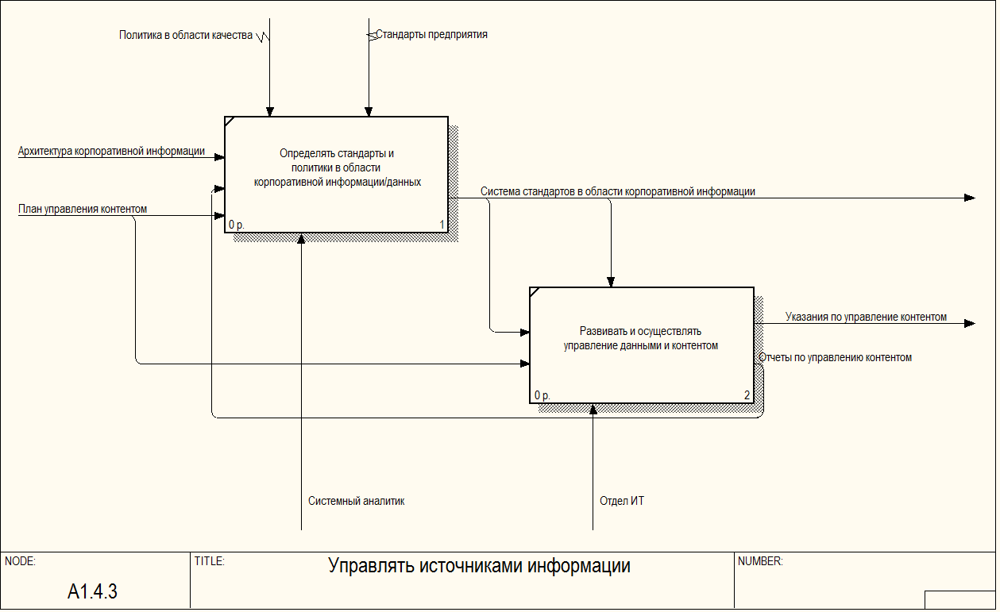 Политика в области качества
Стандарты предприятия
Архитектура корпоративной информации
Определять стандарты и
политики в области
корпоративной информации/данных
План управления контентом
0 р.
1
Система стандартов в области корпоративной информации
Указания по управление контентом
Развивать и осуществлять
управление данными и контентом
Отчеты по управлению контентом
0 р.
2
Системный аналитик
Отдел ИТ
NODE:
TITLE:
Управлять источниками информации
NUMBER:
A1.4.3